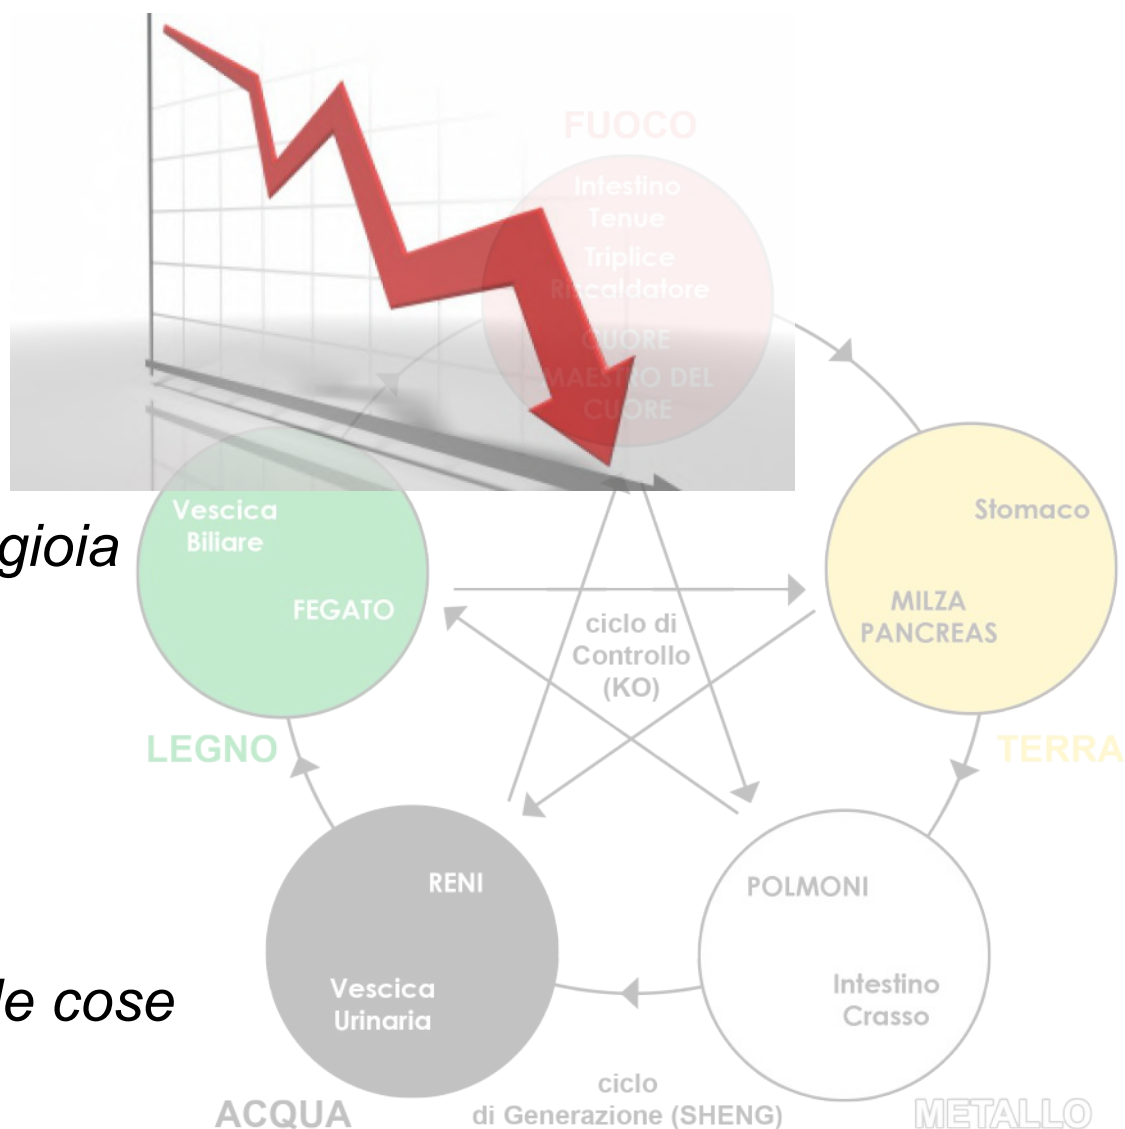 FUOCO
Intestino
Tenue
Triplice
Riscaldatore
CUORE
MAESTRO DEL
CUORE
gioia
Vescica
Biliare
FEGATO
LEGNO
Stomaco
MILZA
PANCREAS
TERRA
ciclo di
Controllo
(KO)
RENI
Vescica
Urinaria
ACQUA
POLMONI
Intestino
Crasso
METALLO
le cose
ciclo
di Generazione (SHENG)